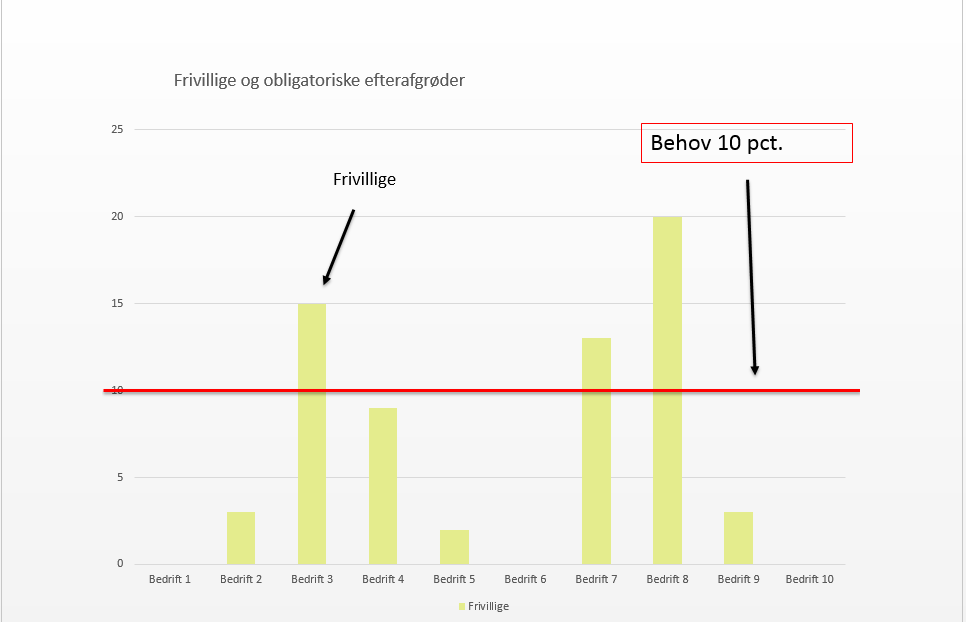 Frivillige og obligatoriske efterafgrøder
25
Behov 10 pct.
Frivillige
20
15
10
5
0
Bedrift 1 Bedrift 2 Bedrift 3 Bedrift 4 Bedrift 5 Bedrift 6 Bedrift 7 Bedrift 8 Bedrift 9 Bedrift 10
Frivillige